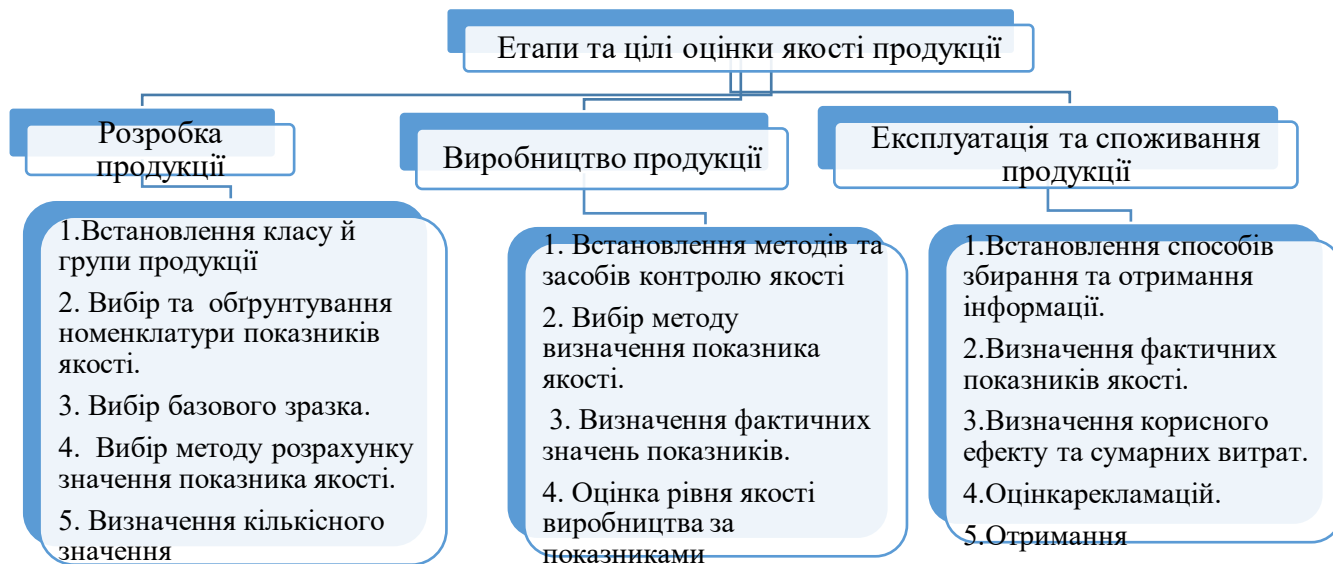 Етапи та цілі оцінки якості продукції
Розробка
продукції
1.Встановлення класу й
групи продукції
2. Вибір та обґрунтування
номенклатури показників
якості.
3. Вибір базового зразка.
4. Вибір методу розрахунку
значення показника якості.
5. Визначення кількісного
значення
Виробництво продукції
1. Встановлення методів та
засобів контролю якості
2. Вибір методу
визначення показника
якості.
3. Визначення фактичних
значень показників.
4. Оцінка рівня якості
виробництва за
показниками
Експлуатація та споживання
продукції
1.Встановлення способів
збирання та отримання
інформації.
2.Визначення фактичних
показників якості.
3.Визначення корисного
ефекту та сумарних витрат.
4.Оцінкарекламацій.
5.Отримання